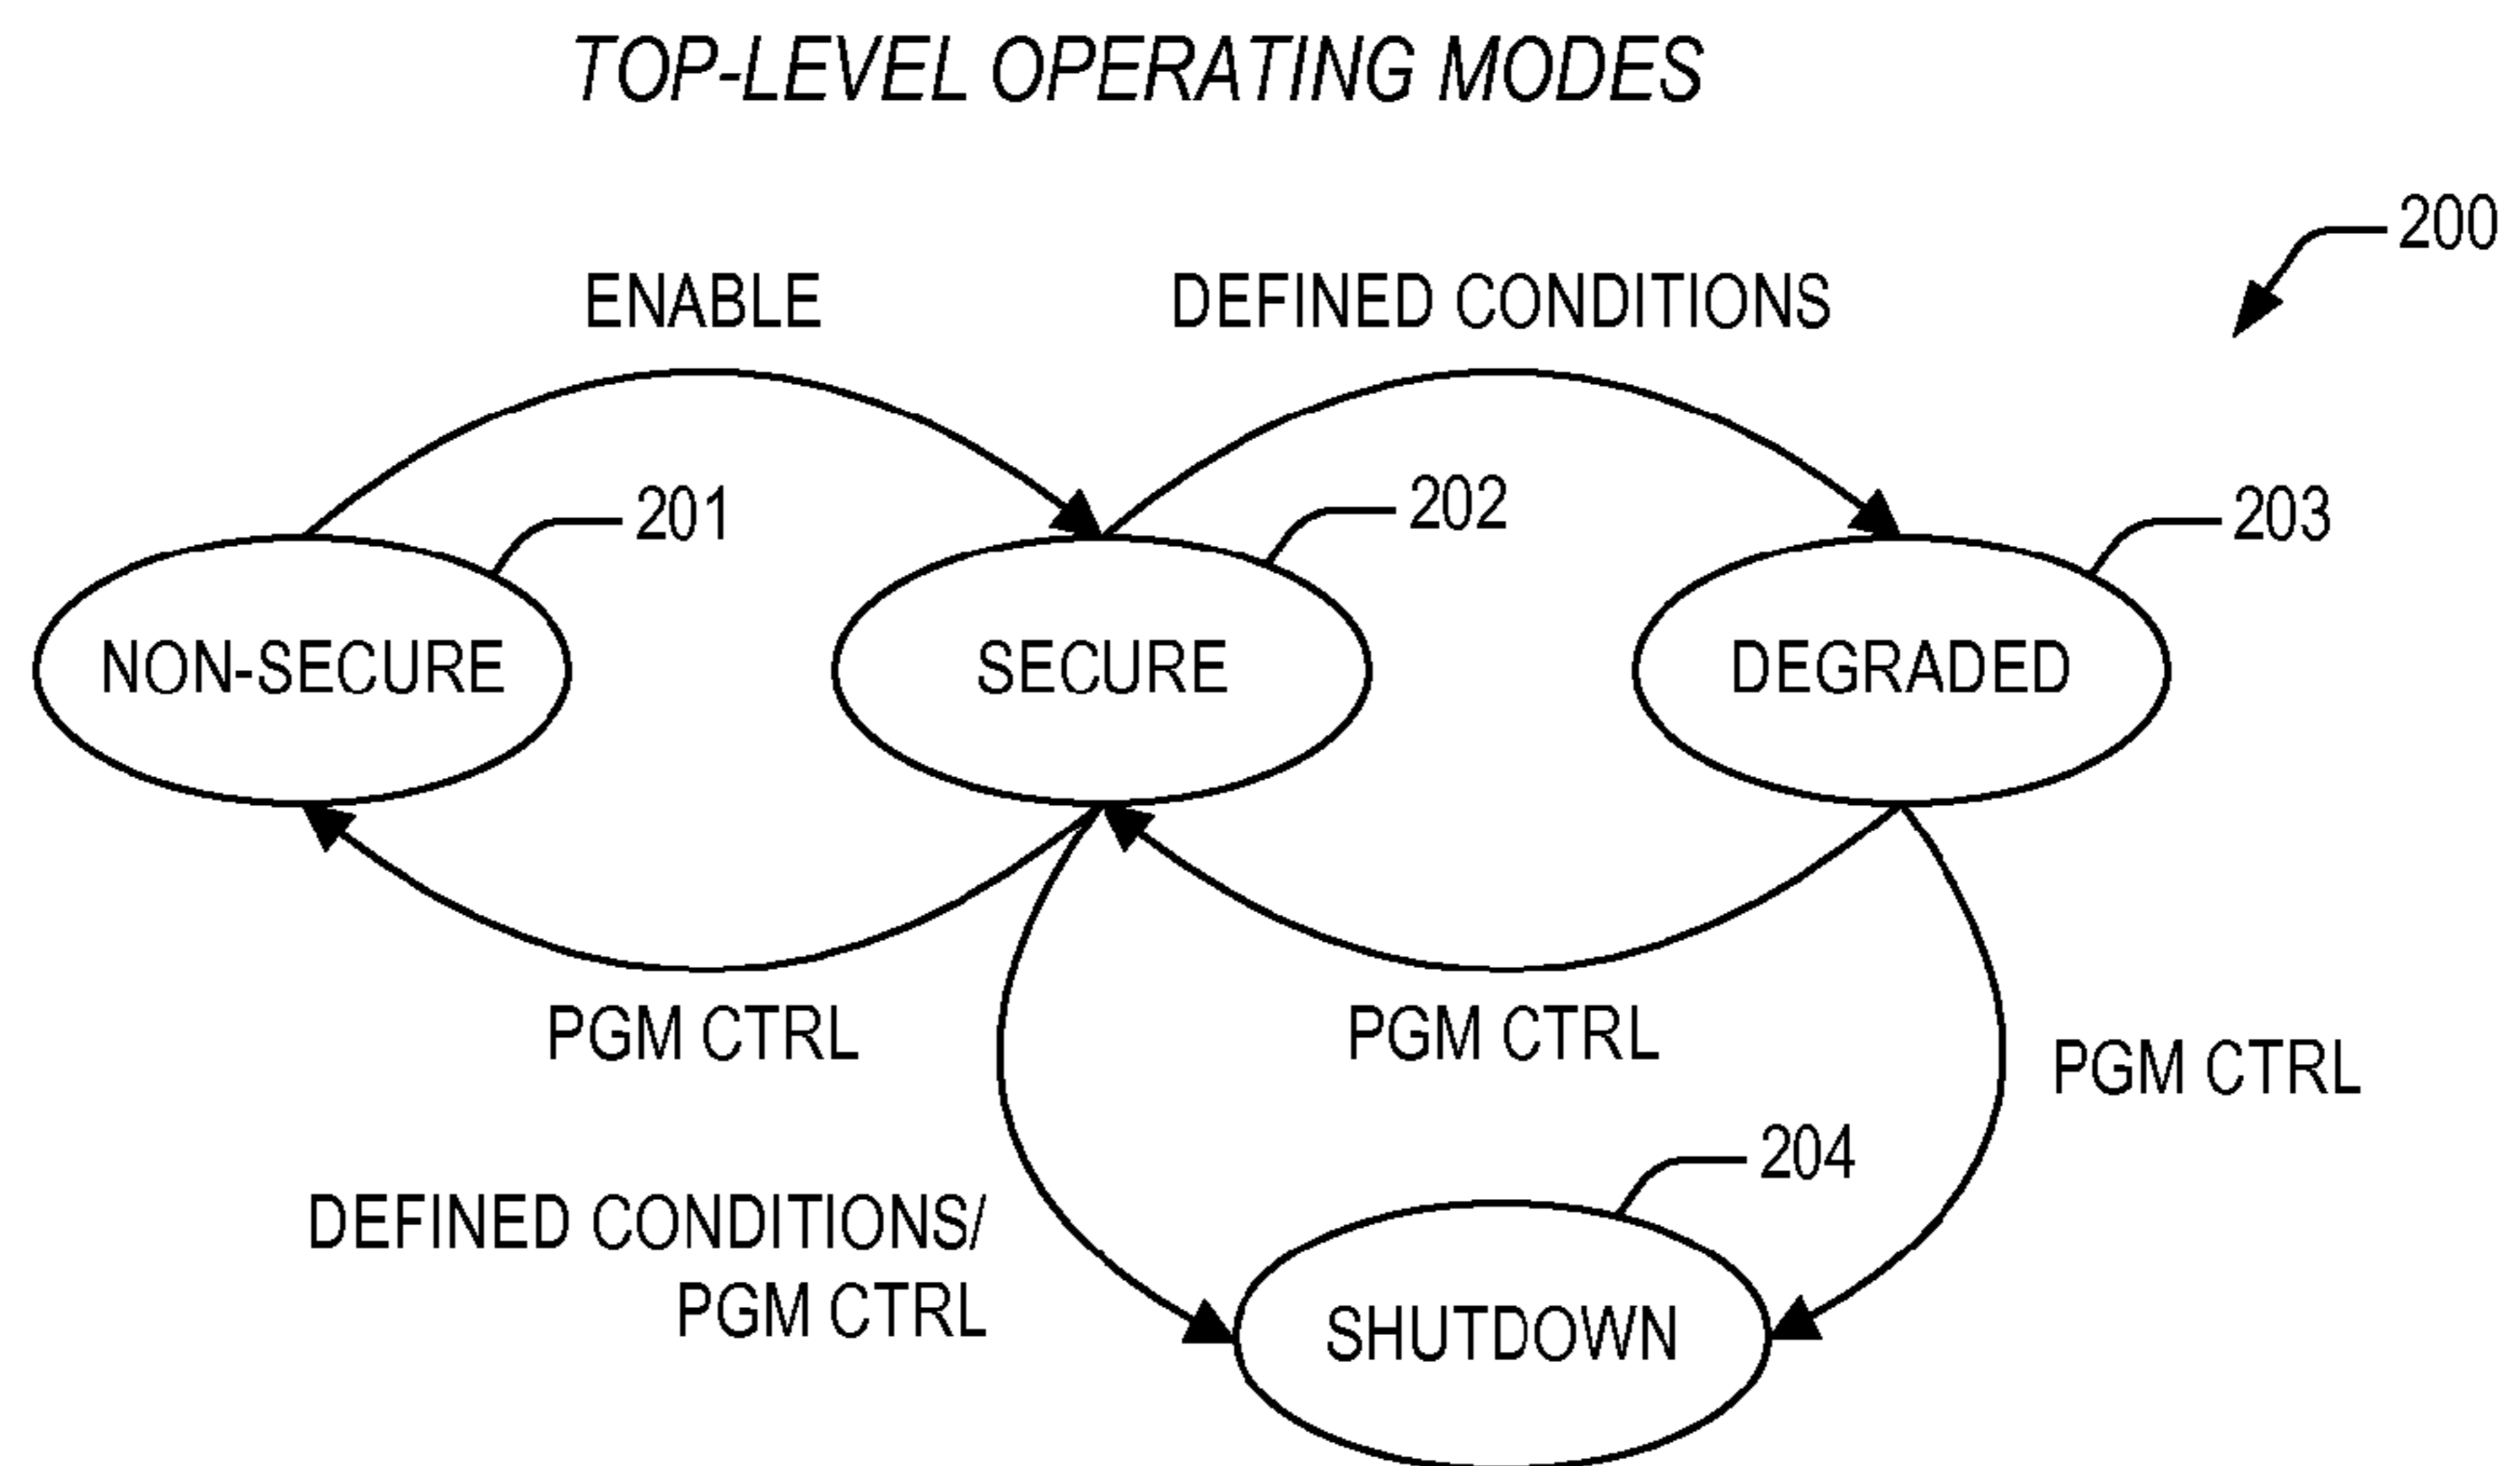 TOP-LEVEL OPERATING MODES
200
ENABLE
DEFINED CONDITIONS
201
202
203
NON-SECURE
SECURE
DEGRADED
PGM CTRL
PGM CTRL
PGM CTRL
204
DEFINED CONDITIONS/
PGM CTRL
SHUTDOWN